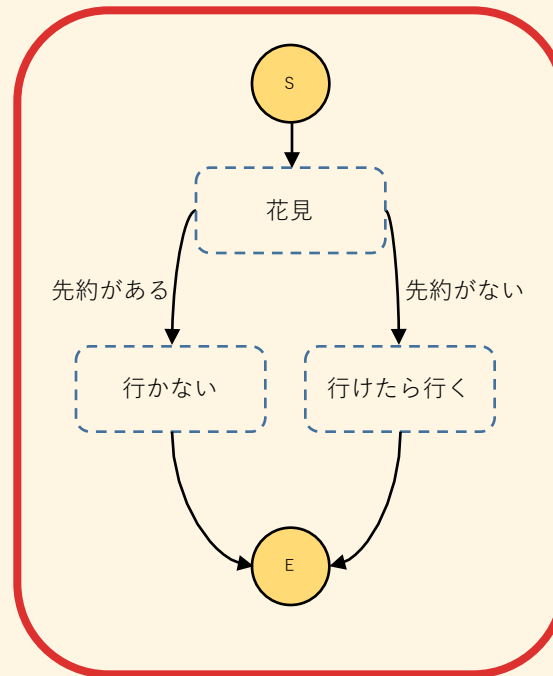 S
花見
先約がある
先約がない
行かない
行けたら行く
E